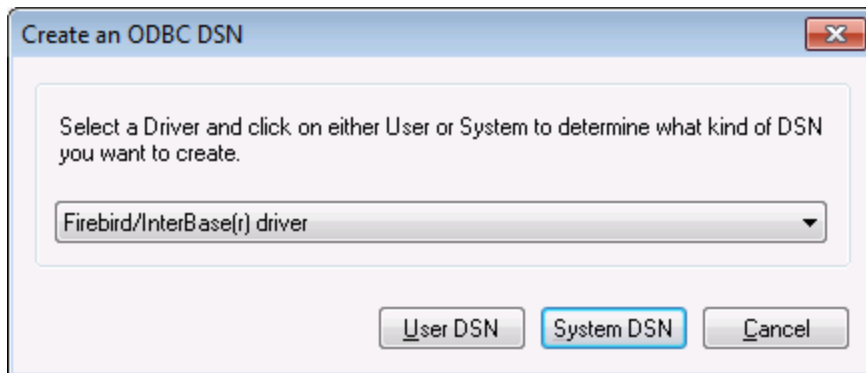 Create an ODBC DSN
Select a Driver and click on either User or System to determine what kind of DSN
you want to create.
Firebird/InterBase(r) driver
User DSN System DSN Cancel